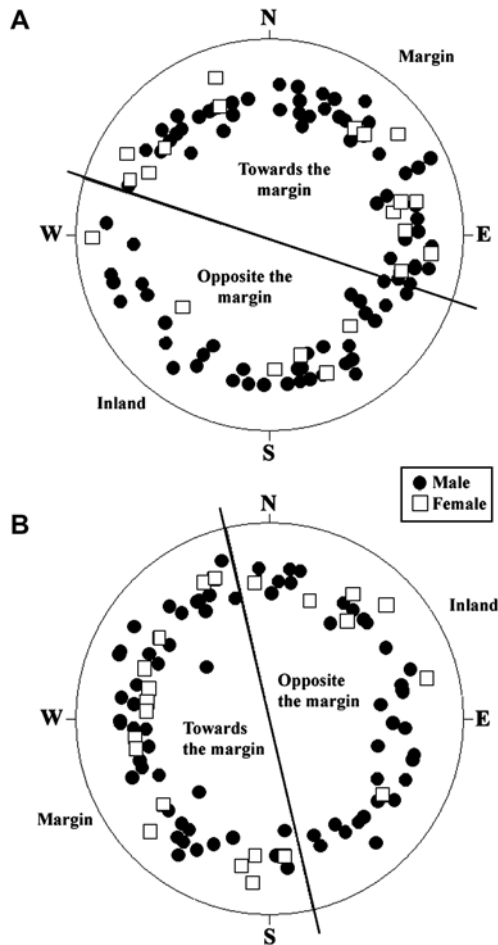 A
N
Margin
Towards the
margin
W
E
Opposite the
margin
Inland
S
Male
Female
B
N
Inland
Opposite
the margin
W
E
Towards
the margin
Margin
S